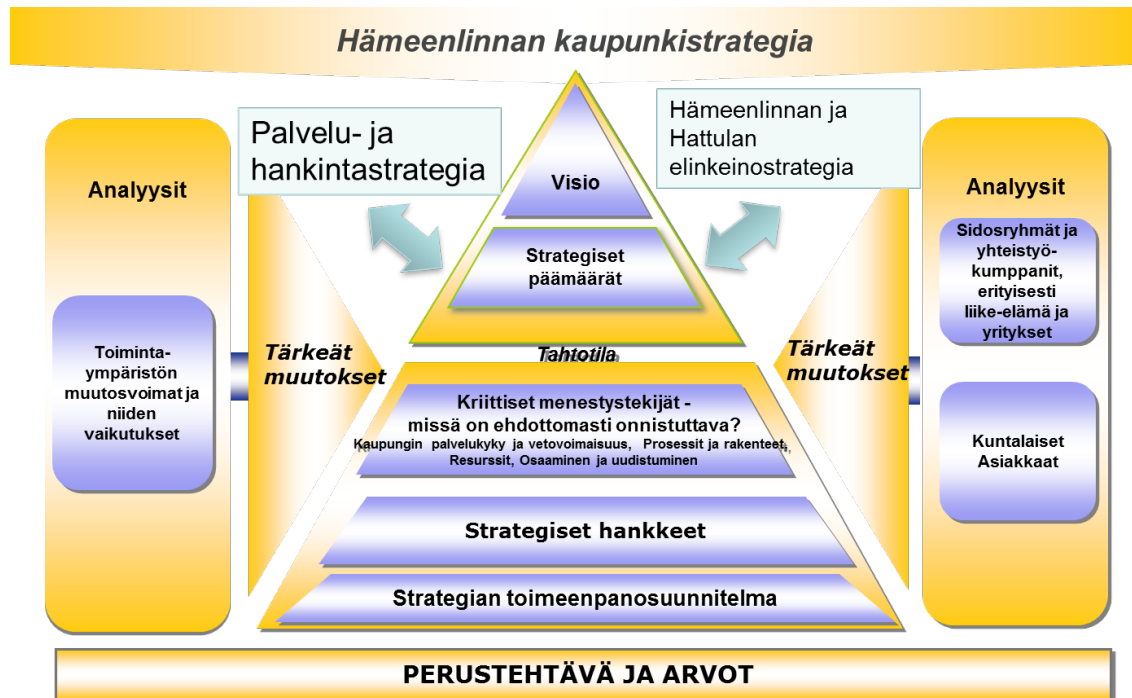 Hämeenlinnan kaupunkistrategia
Palvelu- ja
hankintastrategia
Hämeenlinnan ja
Hattulan
elinkeinostrategia
Analyysit
Toiminta-
ympäristön
muutosvoimat ja
niiden
vaikutukset
Tärkeät
muutokset
Visio
Strategiset
päämäärät
Tahtotila
Kriittiset menestystekijät -
missä on ehdottomasti onnistuttava?
Kaupungin palvelukyky ja vetovoimaisuus, Prosessit ja rakenteet,
Resurssit, Osaaminen ja uudistuminen
Strategiset hankkeet
Strategian toimeenpanosuunnitelma
Tärkeät
muutokset
Analyysit
Sidosryhmät ja
yhteistyö-
kumppanit,
erityisesti
liike-elämä ja
yritykset
Kuntalaiset
Asiakkaat
PERUSTEHTÄVÄ JA ARVOT